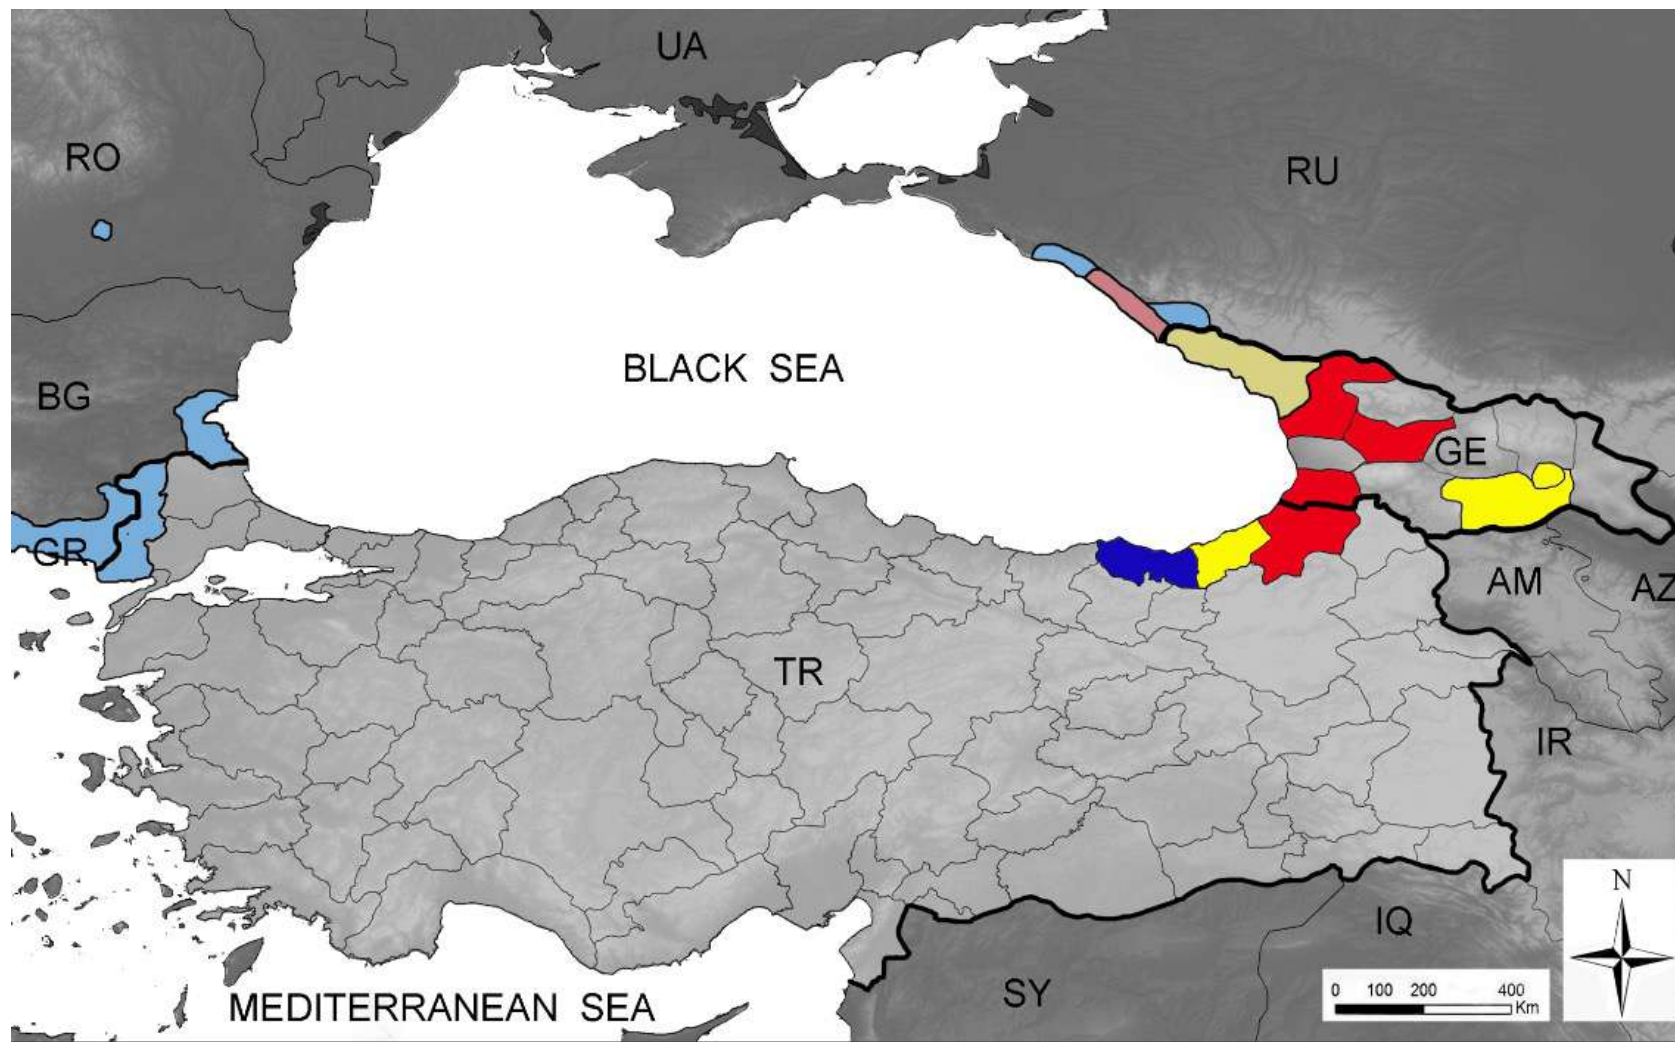 UA
RO
RU
BLACK SEA
BG
GE
GR
AM
AZ
TR
IR
N
IQ
SY
0 100 200 400
Km
MEDITERRANEAN SEA